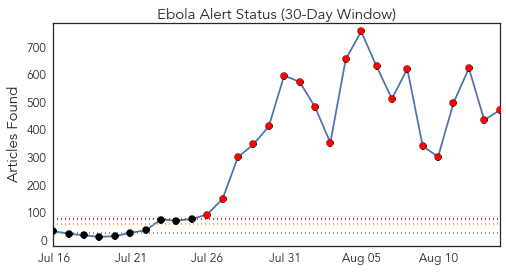 Ebola Alert Status (30-Day Window)
Articles Found
700
600
500
400
300
200
100
0
Jul 16 Jul 21 Jul 26 Jul 31 Aug 05 Aug 10